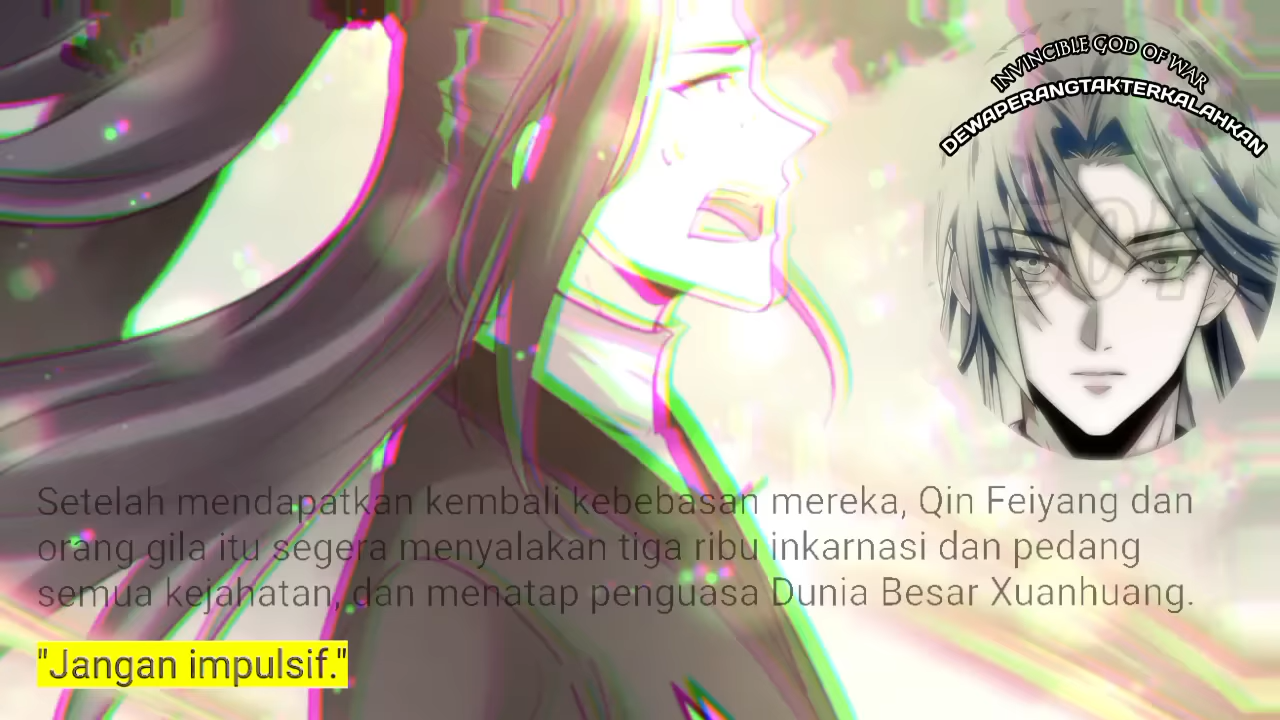 INVINCIBLE GOD OF WAR
DEWAPERANGTAKTERKALAHKAN
Setelah mendapatkan kembali kebebasan mereka, Qin Feiyang dan
orang gila itu segera menyalakan tiga ribu inkarnasi dan pedang
semua kejahatan, dan menatap penguasa Dunia Besar Xuanhuang.
"Jangan impulsif."